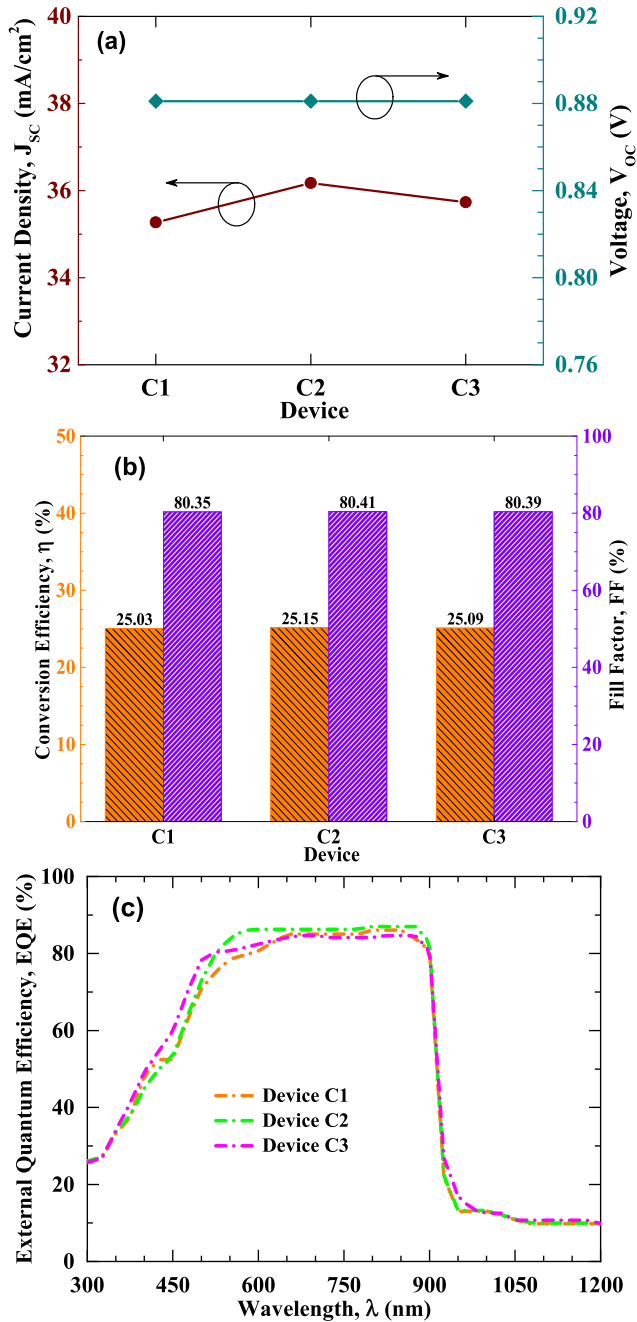 (a)
40
38
36
34
32
Current Density, J_SC (mA/cm²)
0.92
0.88
0.84
0.80
0.76
Voltage, V_OC (V)
C1 C2 C3
Device
(b)
50
40
30
20
10
0
Conversion Efficiency, η (%)
100
80
60
40
20
0
Fill Factor, FF (%)
80.35 80.41 80.39
25.03 25.15 25.09
C1 C2 C3
Device
(c)
100
80
60
40
20
0
External Quantum Efficiency, EQE (%)
Device C1
Device C2
Device C3
300 450 600 750 900 1050 1200
Wavelength, λ (nm)